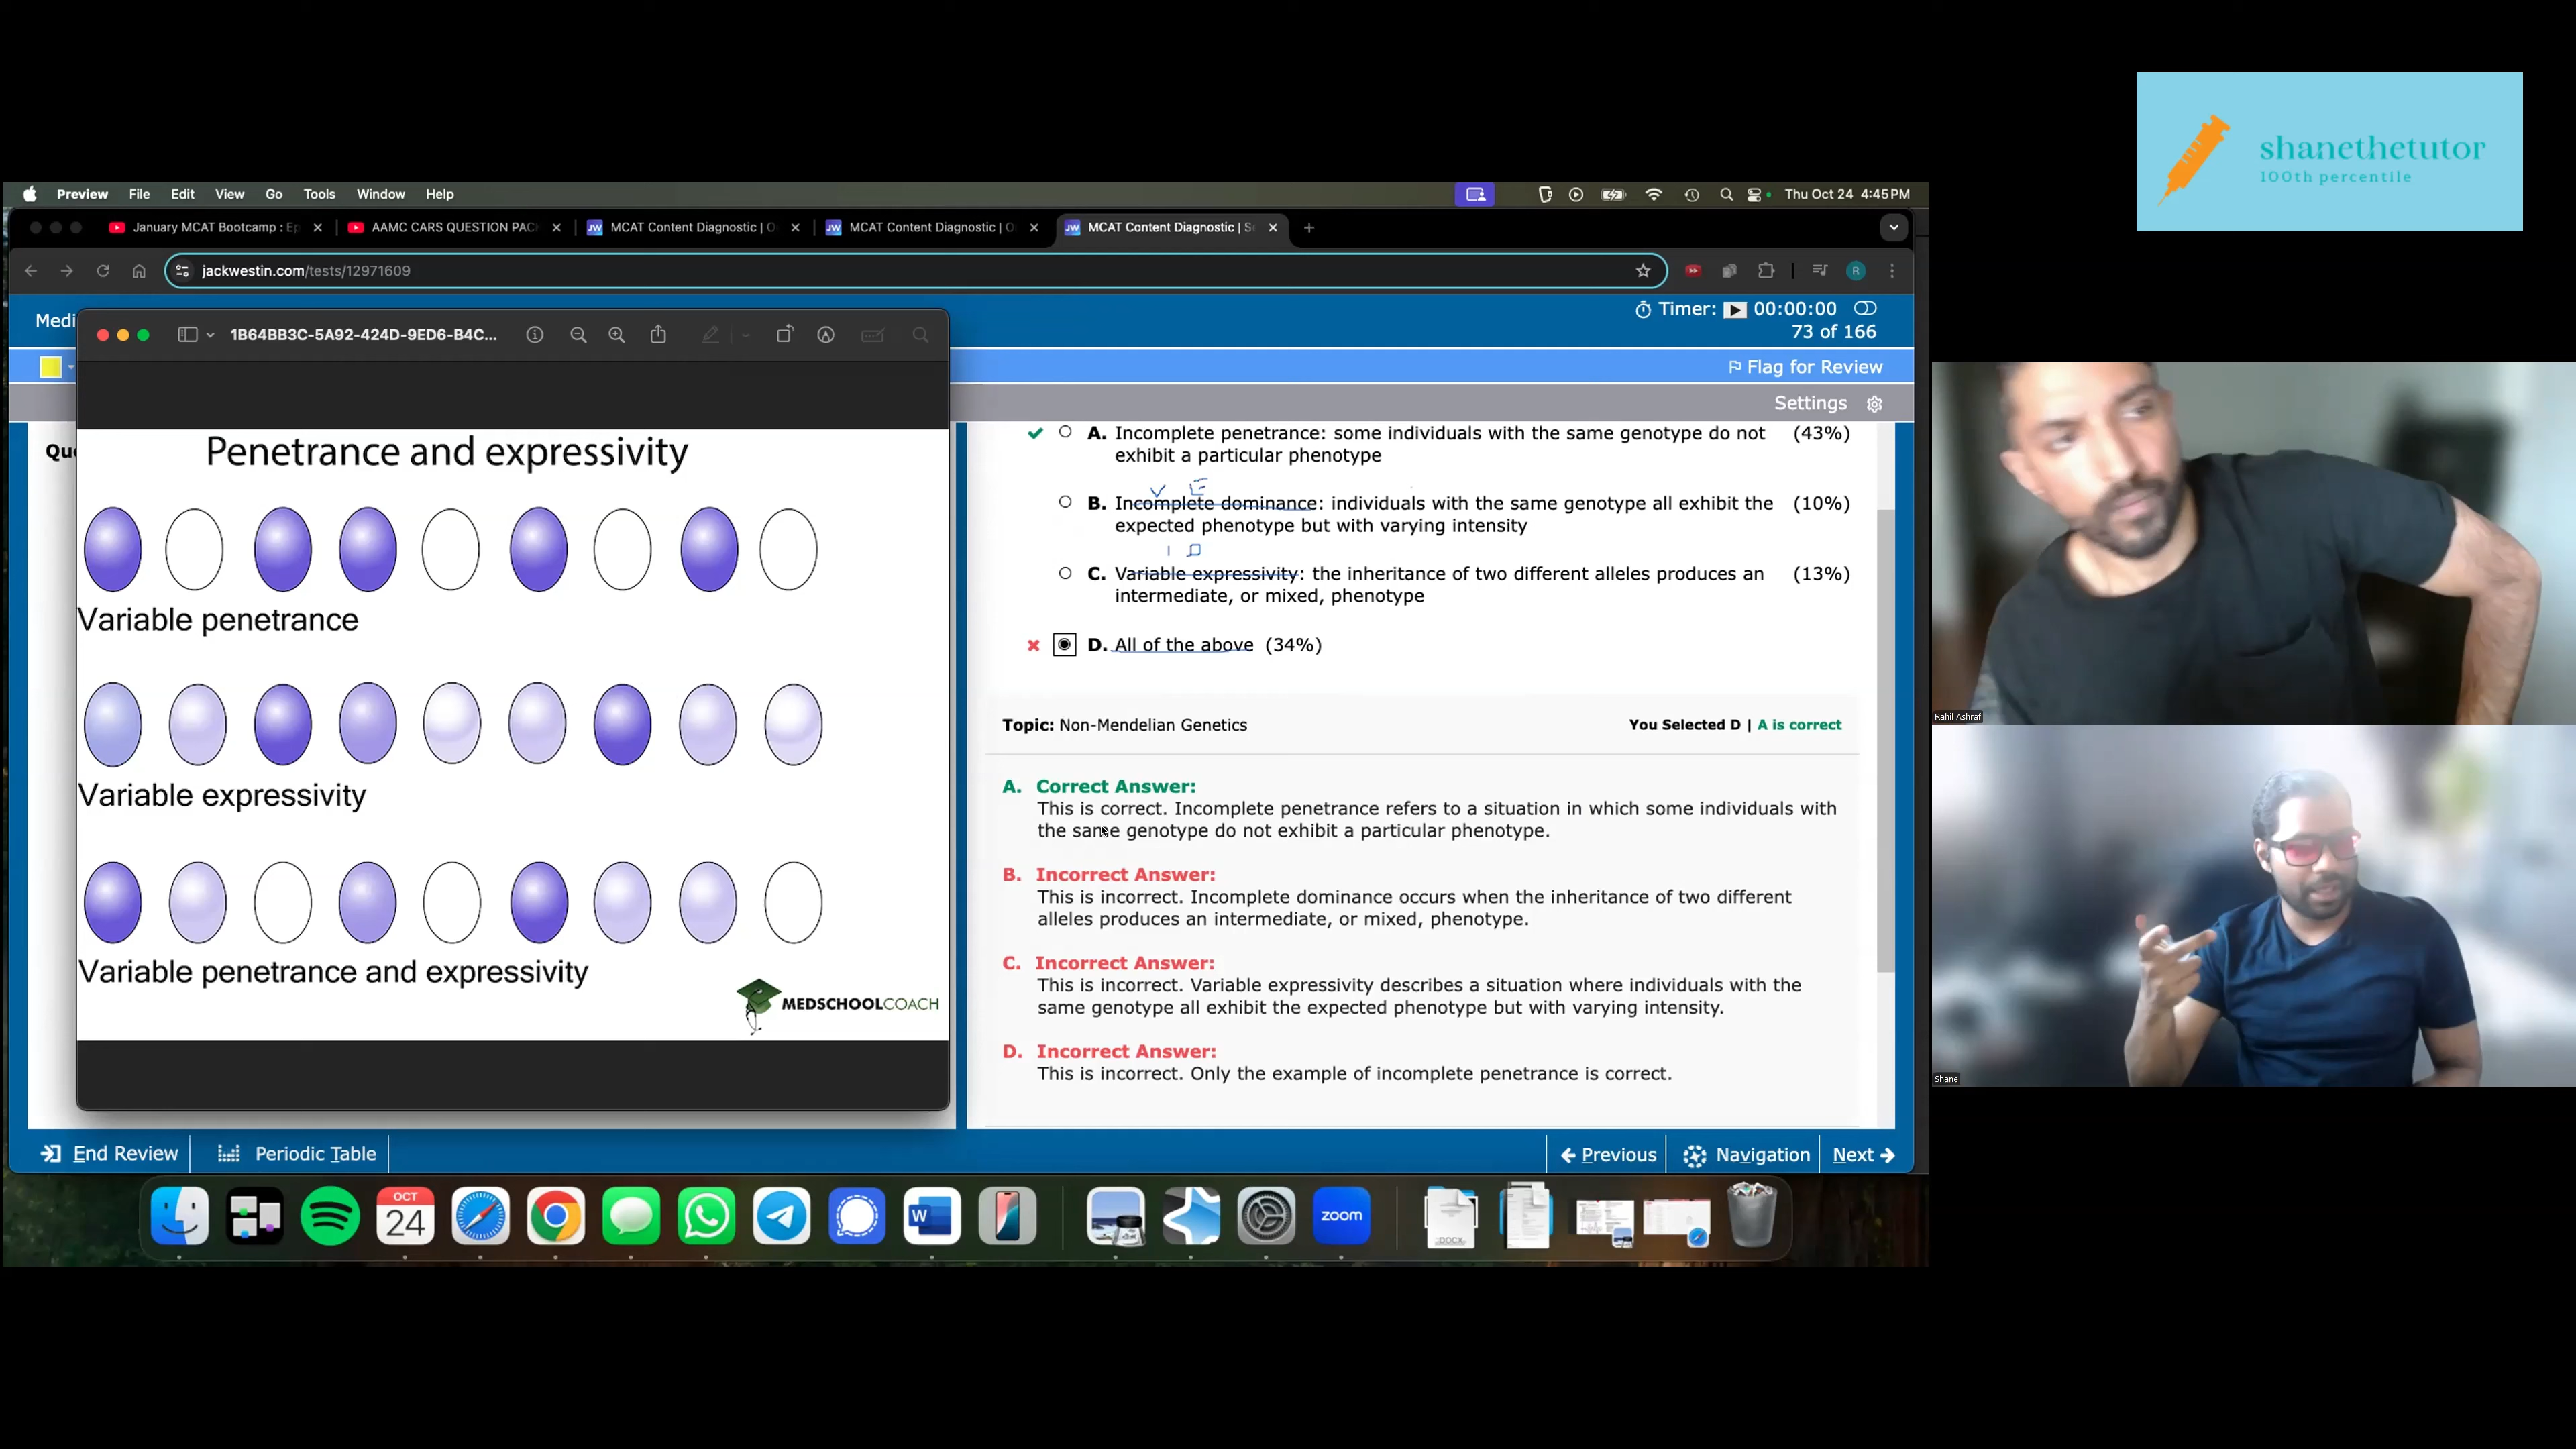 shanethetutor
100th percentile
Preview File Edit View Go Tools Window Help
Thu Oct 24 4:45 PM
January MCAT Bootcamp : Ep
AAMC CARS QUESTION PAC
MCAT Content Diagnostic | O
MCAT Content Diagnostic | O
MCAT Content Diagnostic | Se
jackwestin.com/tests/12971609
R
Medi
Timer: 00:00:00
73 of 166
1B64BB3C-5A92-424D-9ED6-B4C...
Flag for Review
Settings
Que
Penetrance and expressivity
Variable penetrance
Variable expressivity
Variable penetrance and expressivity
MEDSCHOOLCOACH
A. Incomplete penetrance: some individuals with the same genotype do not (43%)
exhibit a particular phenotype
V E
B. Incomplete dominance: individuals with the same genotype all exhibit the (10%)
expected phenotype but with varying intensity
I D
C. Variable expressivity: the inheritance of two different alleles produces an (13%)
intermediate, or mixed, phenotype
D. All of the above (34%)
Topic: Non-Mendelian Genetics
You Selected D | A is correct
A. Correct Answer:
This is correct. Incomplete penetrance refers to a situation in which some individuals with
the same genotype do not exhibit a particular phenotype.
B. Incorrect Answer:
This is incorrect. Incomplete dominance occurs when the inheritance of two different
alleles produces an intermediate, or mixed, phenotype.
C. Incorrect Answer:
This is incorrect. Variable expressivity describes a situation where individuals with the
same genotype all exhibit the expected phenotype but with varying intensity.
D. Incorrect Answer:
This is incorrect. Only the example of incomplete penetrance is correct.
End Review
Periodic Table
Previous
Navigation
Next
OCT
24
W
zoom
.DOCX
Rahil Ashraf
Shane